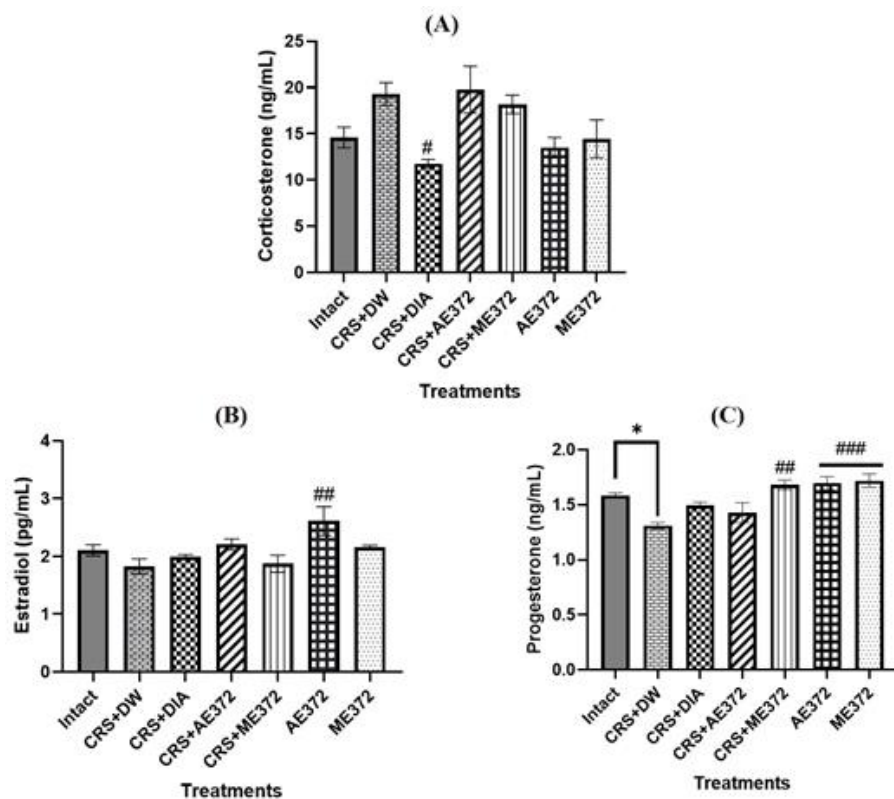 (A)
Corticosterone (ng/mL)
25
20
15
10
5
0
#
Intact
CRS+DW
CRS+DIA
CRS+AE372
CRS+ME372
AE372
ME372
Treatments
(B)
Estradiol (pg/mL)
4
3
2
1
0
##
Intact
CRS+DW
CRS+DIA
CRS+AE372
CRS+ME372
AE372
ME372
Treatments
(C)
Progesterone (ng/mL)
2.0
1.5
1.0
0.5
0.0
*
##
###
Intact
CRS+DW
CRS+DIA
CRS+AE372
CRS+ME372
AE372
ME372
Treatments